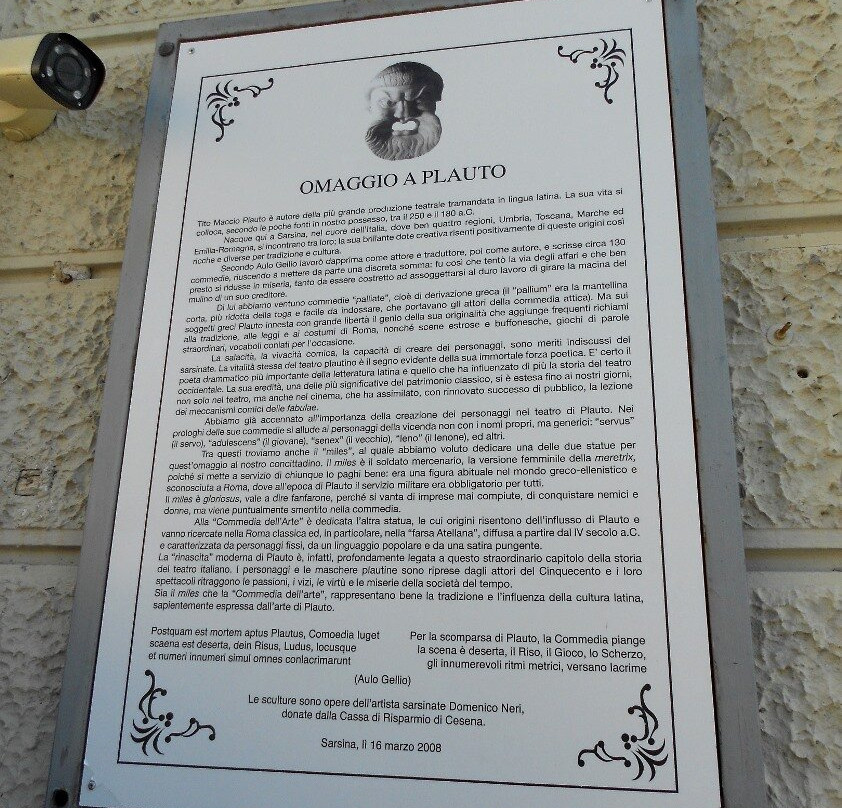 OMAGGIO A PLAUTO
Tito Maccio Plauto è autore della più grande produzione teatrale tramandata in lingua latina. La sua vita si
colloca, secondo le poche fonti in nostro possesso, tra il 250 e il 180 a.C.
Nacque qui a Sarsina, nel cuore dell'Italia, dove ben quattro regioni, Umbria, Toscana, Marche ed
Emilia-Romagna, si incontrano tra loro; la sua brillante dote creativa risentì positivamente di queste origini così
ricche e diverse per tradizione e cultura.
Secondo Aulo Gellio lavorò dapprima come attore e traduttore, poi come autore, e scrisse circa 130
commedie, riuscendo a mettere da parte una discreta somma: fu così che tentò la via degli affari e che ben
presto si ridusse in miseria, tanto da essere costretto ad assoggettarsi al duro lavoro di girare la macina del
mulino di un suo creditore.
Di lui abbiamo ventuno commedie "palliate", cioè di derivazione greca (il "pallium" era la mantellina
corta, più ridotta della toga e facile da indossare, che portavano gli attori della commedia attica). Ma sui
soggetti greci Plauto innesta con grande libertà il genio della sua originalità che aggiunge frequenti richiami
alla tradizione, alle leggi e ai costumi di Roma, nonché scene estrose e buffonesche, giochi di parole
straordinari, vocaboli coniati per l'occasione.
La salacità, la vivacità comica, la capacità di creare dei personaggi, sono meriti indiscussi del
sarsinate. La vitalità stessa del teatro plautino è il segno evidente della sua immortale forza poetica. E' certo il
poeta drammatico più importante della letteratura latina e quello che ha influenzato di più la storia del teatro
occidentale. La sua eredità, una delle più significative del patrimonio classico, si è estesa fino ai nostri giorni,
non solo nel teatro, ma anche nel cinema, che ha assimilato, con rinnovato successo di pubblico, la lezione
dei meccanismi comici delle fabulae.
Abbiamo già accennato all'importanza della creazione dei personaggi nel teatro di Plauto. Nei
prologhi delle sue commedie si allude ai personaggi della vicenda non con i nomi propri, ma generici: "servus"
(il servo), "adulescens" (il giovane), "senex" (il vecchio), "leno" (il lenone), ed altri.
Tra questi troviamo anche il "miles", al quale abbiamo voluto dedicare una delle due statue per
quest'omaggio al nostro concittadino. Il miles è il soldato mercenario, la versione femminile della meretrix,
poiché si mette a servizio di chiunque lo paghi bene: era una figura abituale nel mondo greco-ellenistico e
sconosciuta a Roma, dove all'epoca di Plauto il servizio militare era obbligatorio per tutti.
Il miles è gloriosus, vale a dire fanfarone, perché si vanta di imprese mai compiute, di conquistare nemici e
donne, ma viene puntualmente smentito nella commedia.
Alla "Commedia dell'Arte" è dedicata l'altra statua, le cui origini risentono dell'influsso di Plauto e
vanno ricercate nella Roma classica ed, in particolare, nella "farsa Atellana", diffusa a partire dal IV secolo a.C.
e caratterizzata da personaggi fissi, da un linguaggio popolare e da una satira pungente.
La "rinascita" moderna di Plauto è, infatti, profondamente legata a questo straordinario capitolo della storia
del teatro italiano. I personaggi e le maschere plautine sono riprese dagli attori del Cinquecento e i loro
spettacoli ritraggono le passioni, i vizi, le virtù e le miserie della società del tempo.
Sia il miles che la "Commedia dell'arte", rappresentano bene la tradizione e l'influenza della cultura latina,
sapientemente espressa dall'arte di Plauto.
Postquam est mortem aptus Plautus, Comoedia luget
scaena est deserta, dein Risus, Ludus, Iocusque
et numeri innumeri simul omnes conlacrimarunt
Per la scomparsa di Plauto, la Commedia piange
la scena è deserta, il Riso, il Gioco, lo Scherzo,
gli innumerevoli ritmi metrici, versano lacrime
(Aulo Gellio)
Le sculture sono opere dell'artista sarsinate Domenico Neri,
donate dalla Cassa di Risparmio di Cesena.
Sarsina, lì 16 marzo 2008